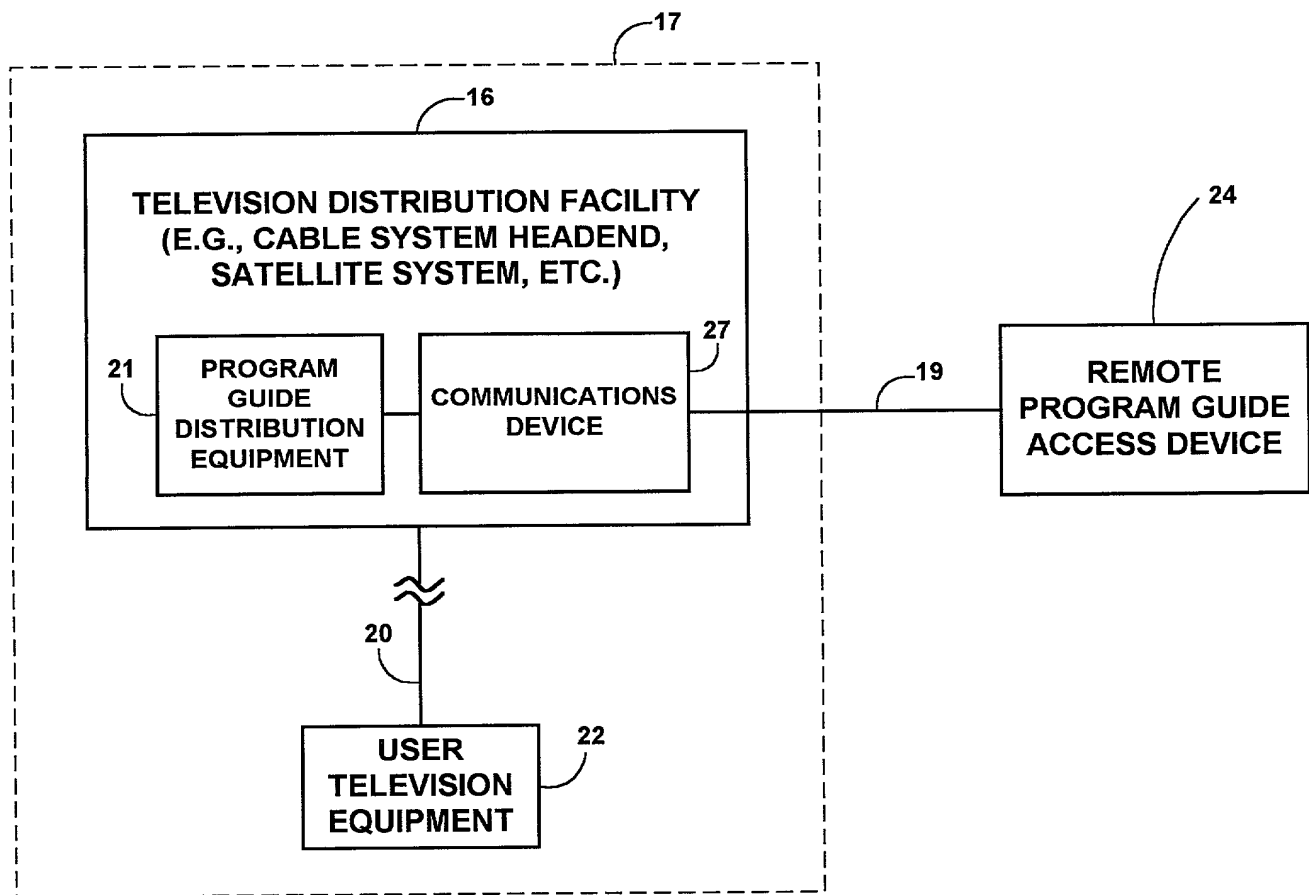 17
16
TELEVISION DISTRIBUTION FACILITY
(E.G., CABLE SYSTEM HEADEND,
SATELLITE SYSTEM, ETC.)
24
21
PROGRAM
GUIDE
DISTRIBUTION
EQUIPMENT
27
COMMUNICATIONS
DEVICE
19
REMOTE
PROGRAM GUIDE
ACCESS DEVICE
20
22
USER
TELEVISION
EQUIPMENT